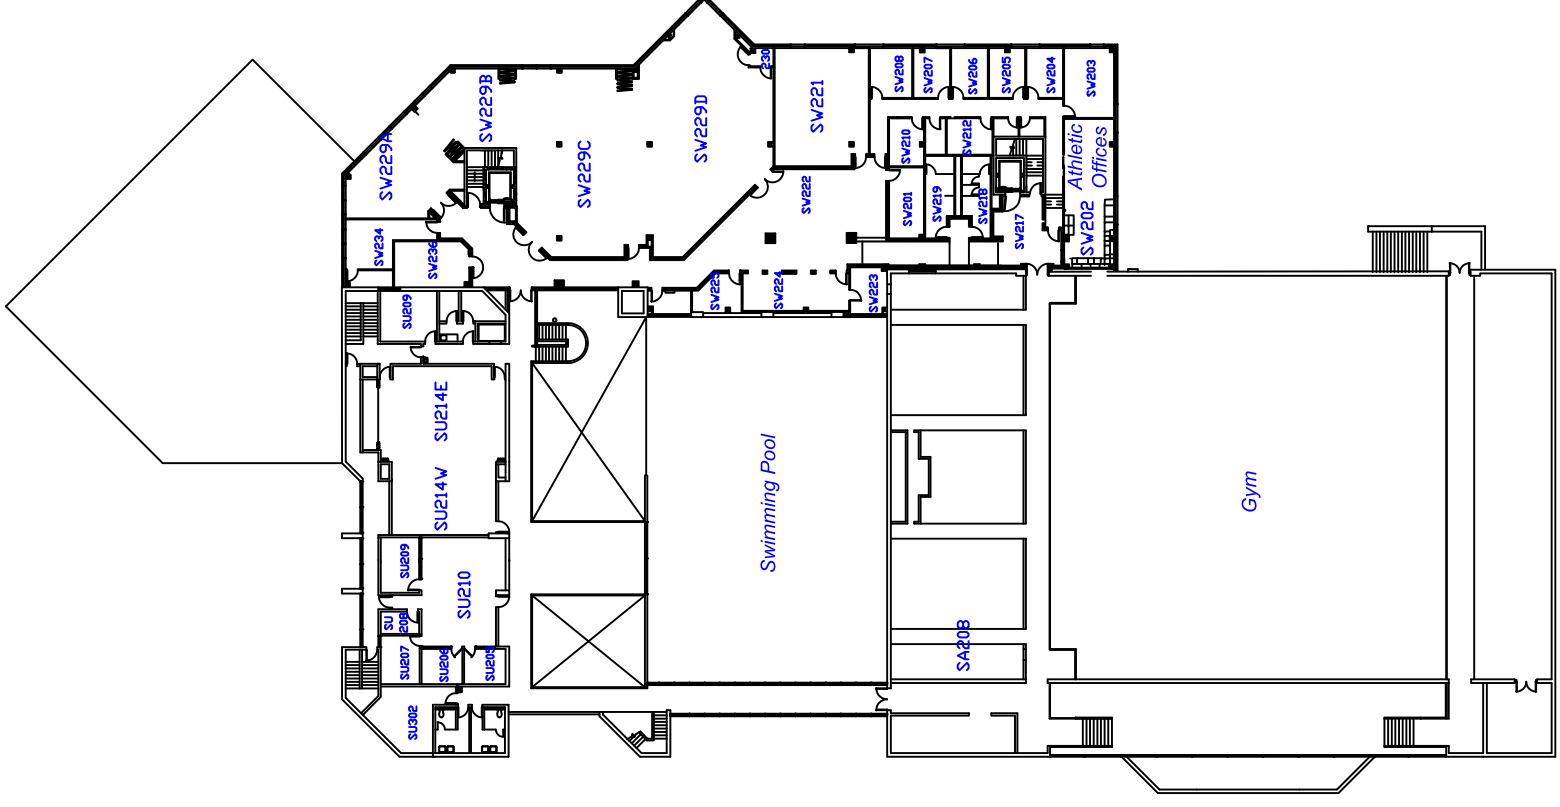 230
SW208
SW207
SW206
SW205
SW204
SW203
SW229B
SW229D
SW221
SW229A
SW229C
SW210
SW212
Athletic
Offices
SW222
SW201
SW219
SW218
SW217
SW202
SW234
SW236
SW225
SW224
SW223
SU209
SU214E
SU214W
Swimming Pool
Gym
SU209
SU210
SU
208
SU207
SU206
SU205
SA208
SU302